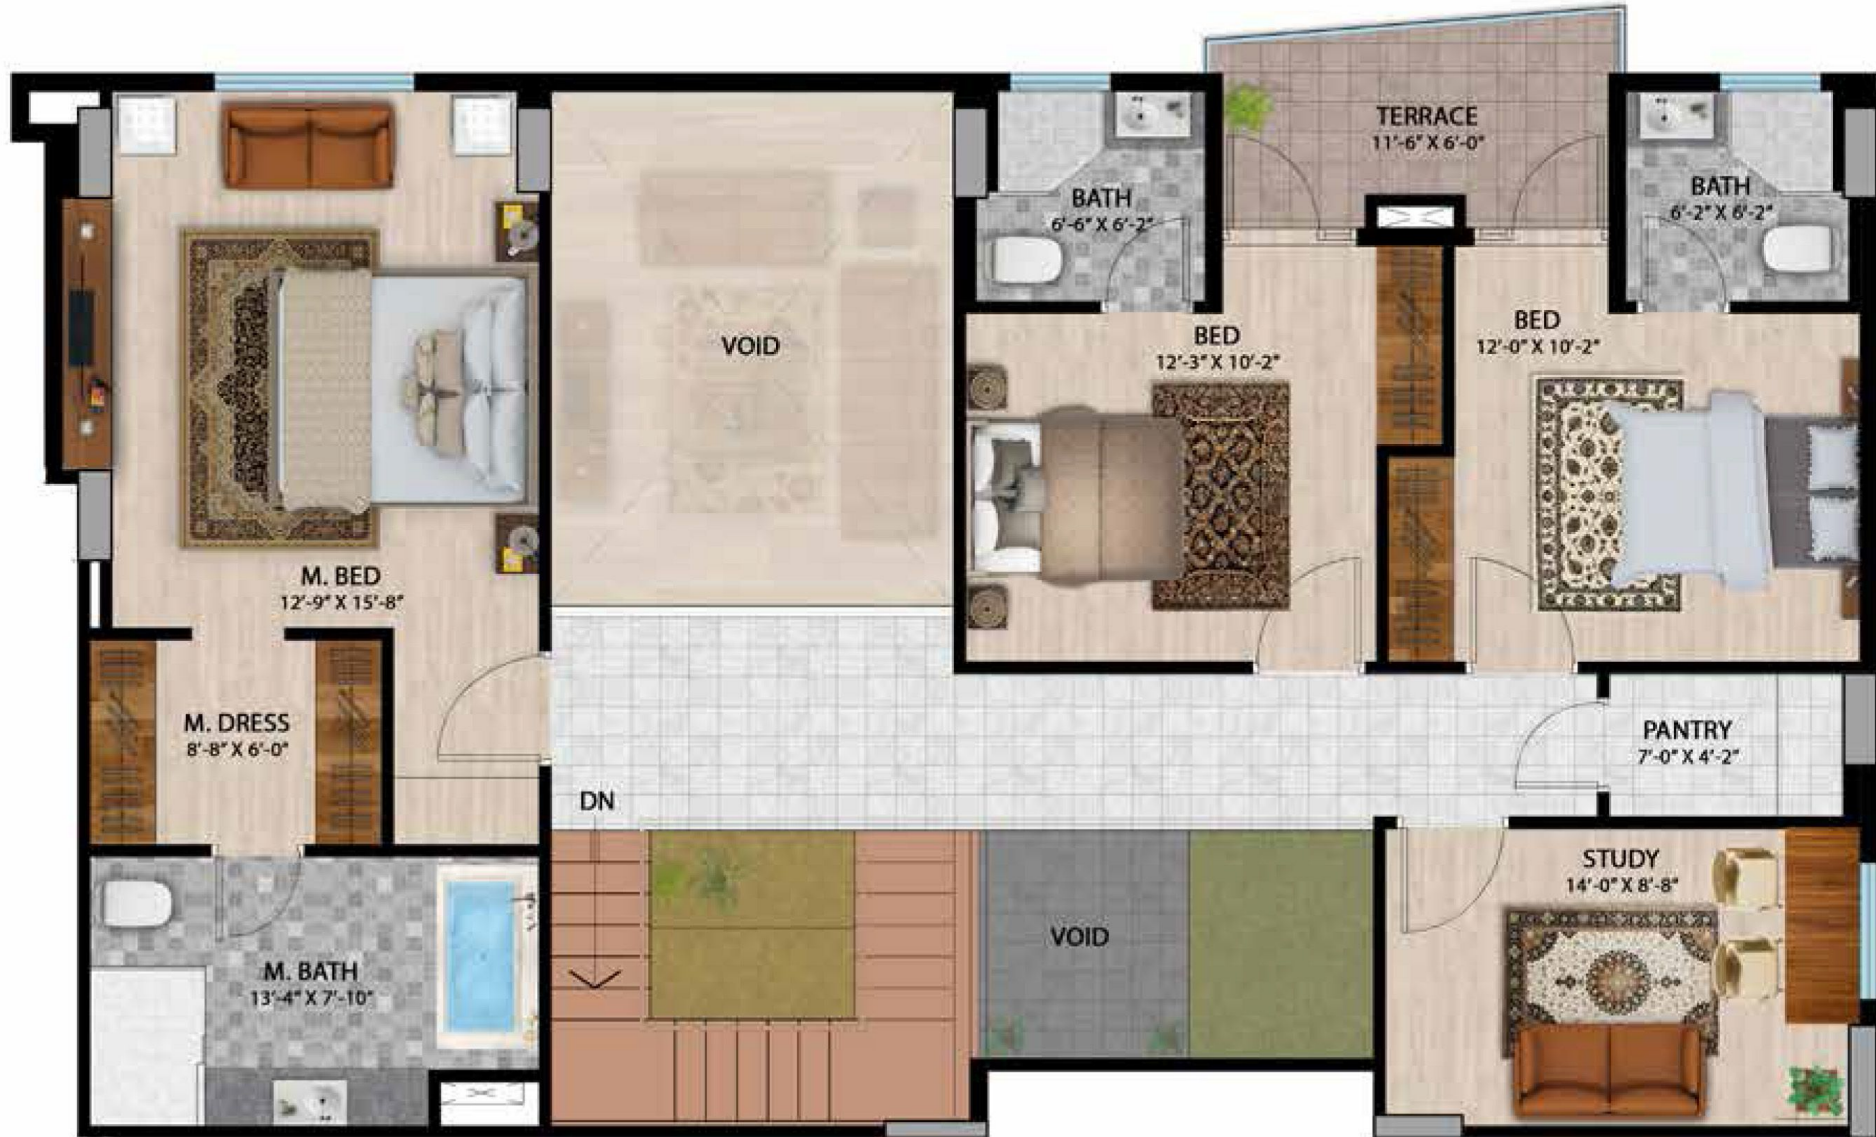 TERRACE
11'-6" X 6'-0"
BATH
6'-6" X 6'-2"
BATH
6'-2" X 6'-2"
VOID
BED
12'-3" X 10'-2"
BED
12'-0" X 10'-2"
M. BED
12'-9" X 15'-8"
M. DRESS
8'-8" X 6'-0"
PANTRY
7'-0" X 4'-2"
DN
STUDY
14'-0" X 8'-8"
VOID
M. BATH
13'-4" X 7'-10"